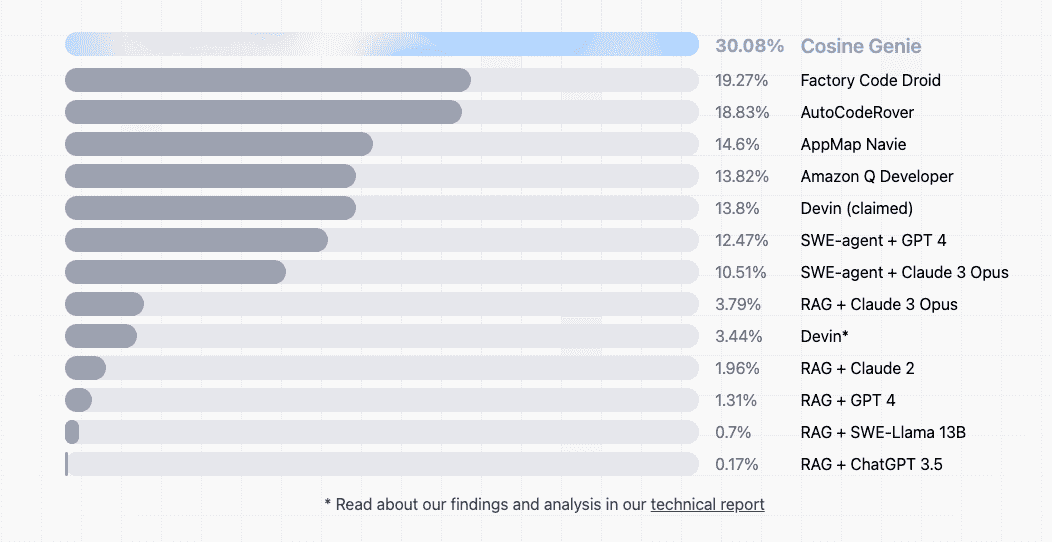 30.08% Cosine Genie
19.27% Factory Code Droid
18.83% AutoCodeRover
14.6% AppMap Navie
13.82% Amazon Q Developer
13.8% Devin (claimed)
12.47% SWE-agent + GPT 4
10.51% SWE-agent + Claude 3 Opus
3.79% RAG + Claude 3 Opus
3.44% Devin*
1.96% RAG + Claude 2
1.31% RAG + GPT 4
0.7% RAG + SWE-Llama 13B
0.17% RAG + ChatGPT 3.5
* Read about our findings and analysis in our technical report